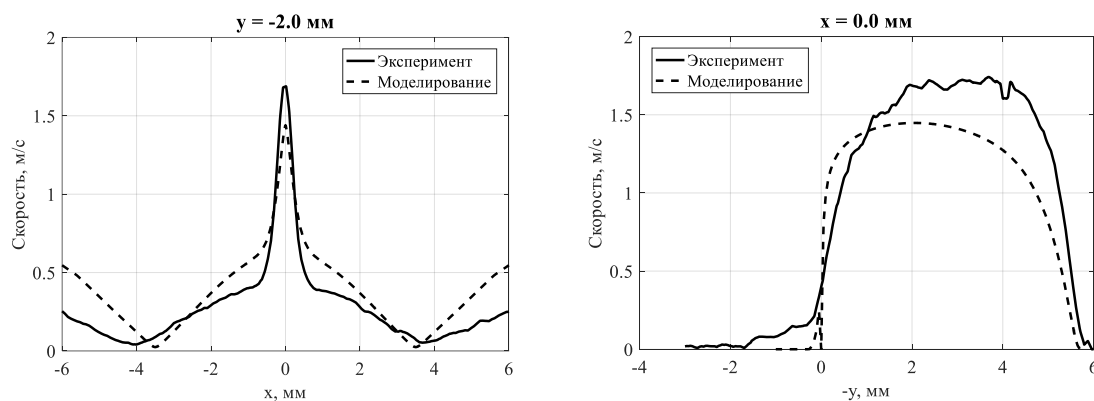 y = -2.0 мм
2
1.5
1
0.5
0
Скорость, м/с
Эксперимент
Моделирование
-6 -4 -2 0 2 4 6
x, мм
x = 0.0 мм
2
1.5
1
0.5
0
Скорость, м/с
Эксперимент
Моделирование
-4 -2 0 2 4 6
-y, мм